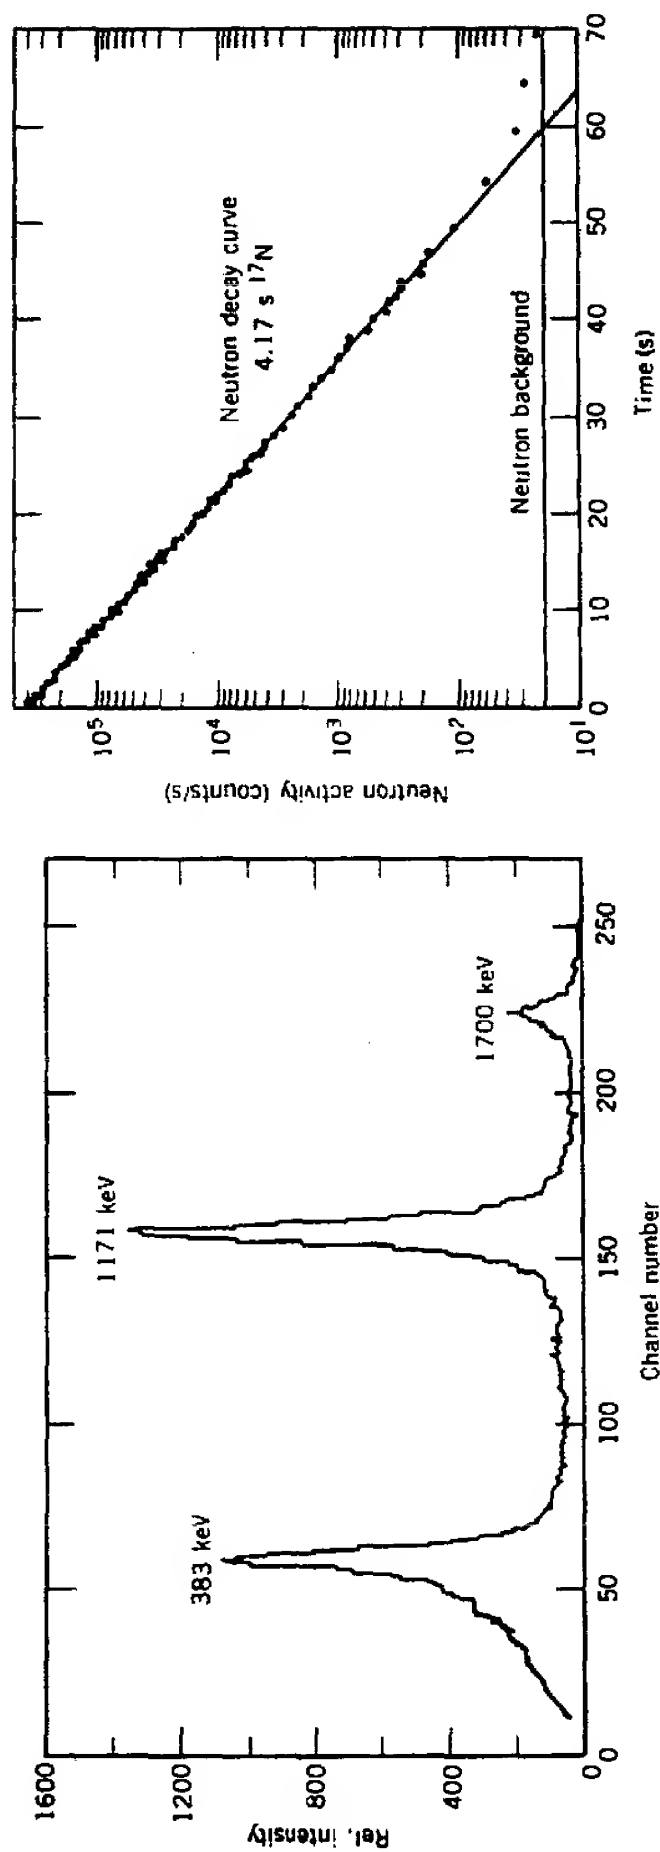 1600
1200
800
400
0
Rel. intensity
383 keV
1171 keV
1700 keV
0
50
100
150
200
250
Channel number
10⁵
10⁴
10³
10²
10¹
Neutron activity (counts/s)
Neutron decay curve
4.17 s ¹⁷N
Neutron background
0
10
20
30
40
50
60
70
Time (s)